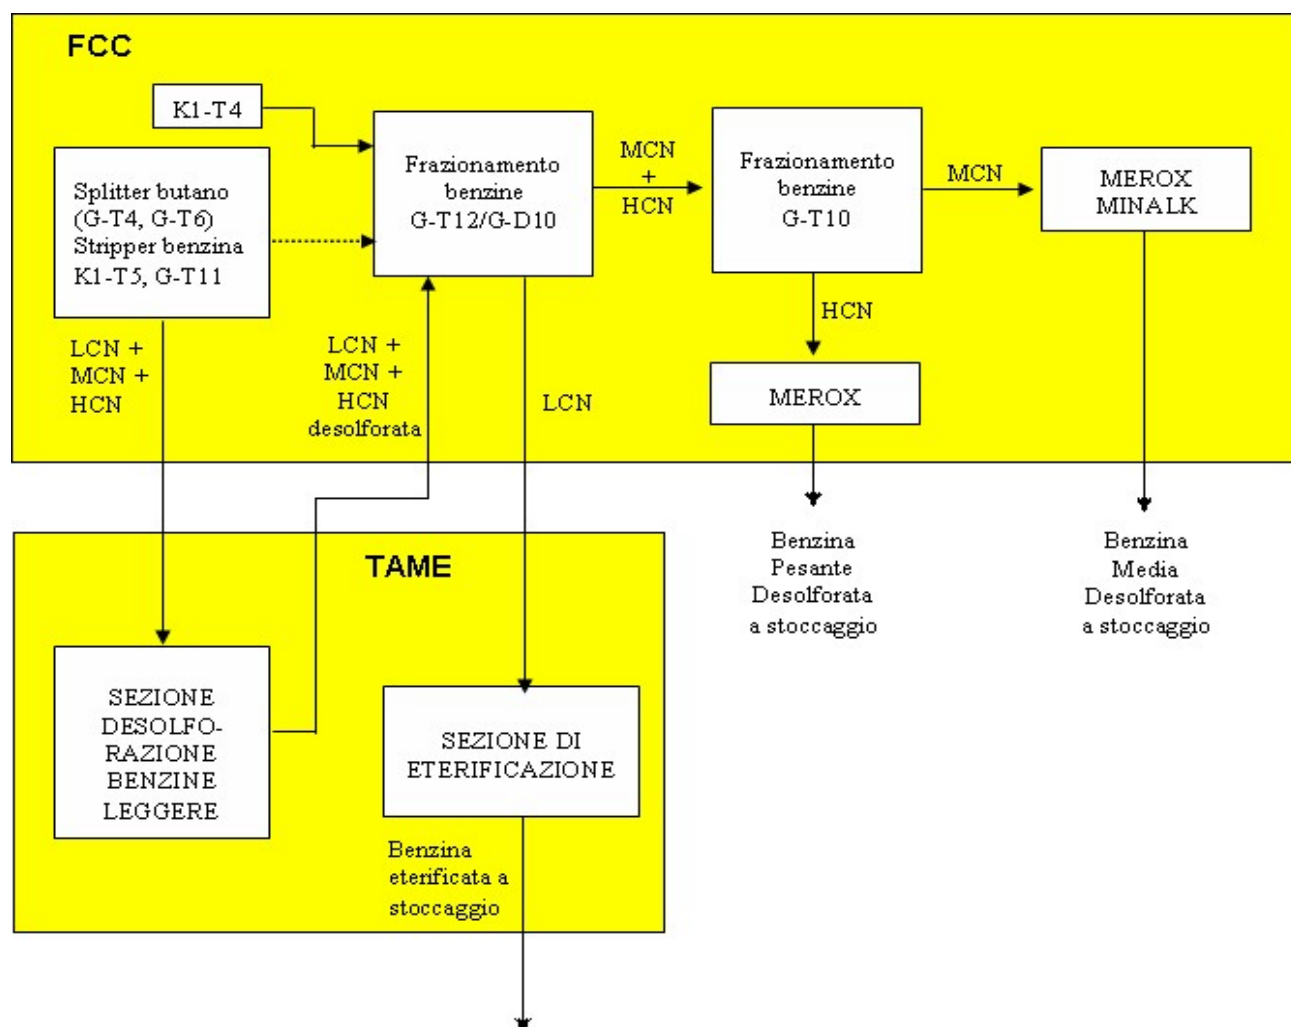 FCC
K1-T4
Splitter butano
(G-T4, G-T6)
Stripper benzina
K1-T5, G-T11
Frazionamento
benzine
G-T12/G-D10
MCN
+
HCN
Frazionamento
benzine
G-T10
MCN
MEROX
MINALK
LCN +
MCN +
HCN
LCN +
MCN +
HCN
desolforata
LCN
HCN
MEROX
Benzina
Pesante
Desolforata
a stoccaggio
Benzina
Media
Desolforata
a stoccaggio
TAME
SEZIONE
DESOLFO-
RAZIONE
BENZINE
LEGGERE
SEZIONE DI
ETERIFICAZIONE
Benzina
eterificata a
stoccaggio